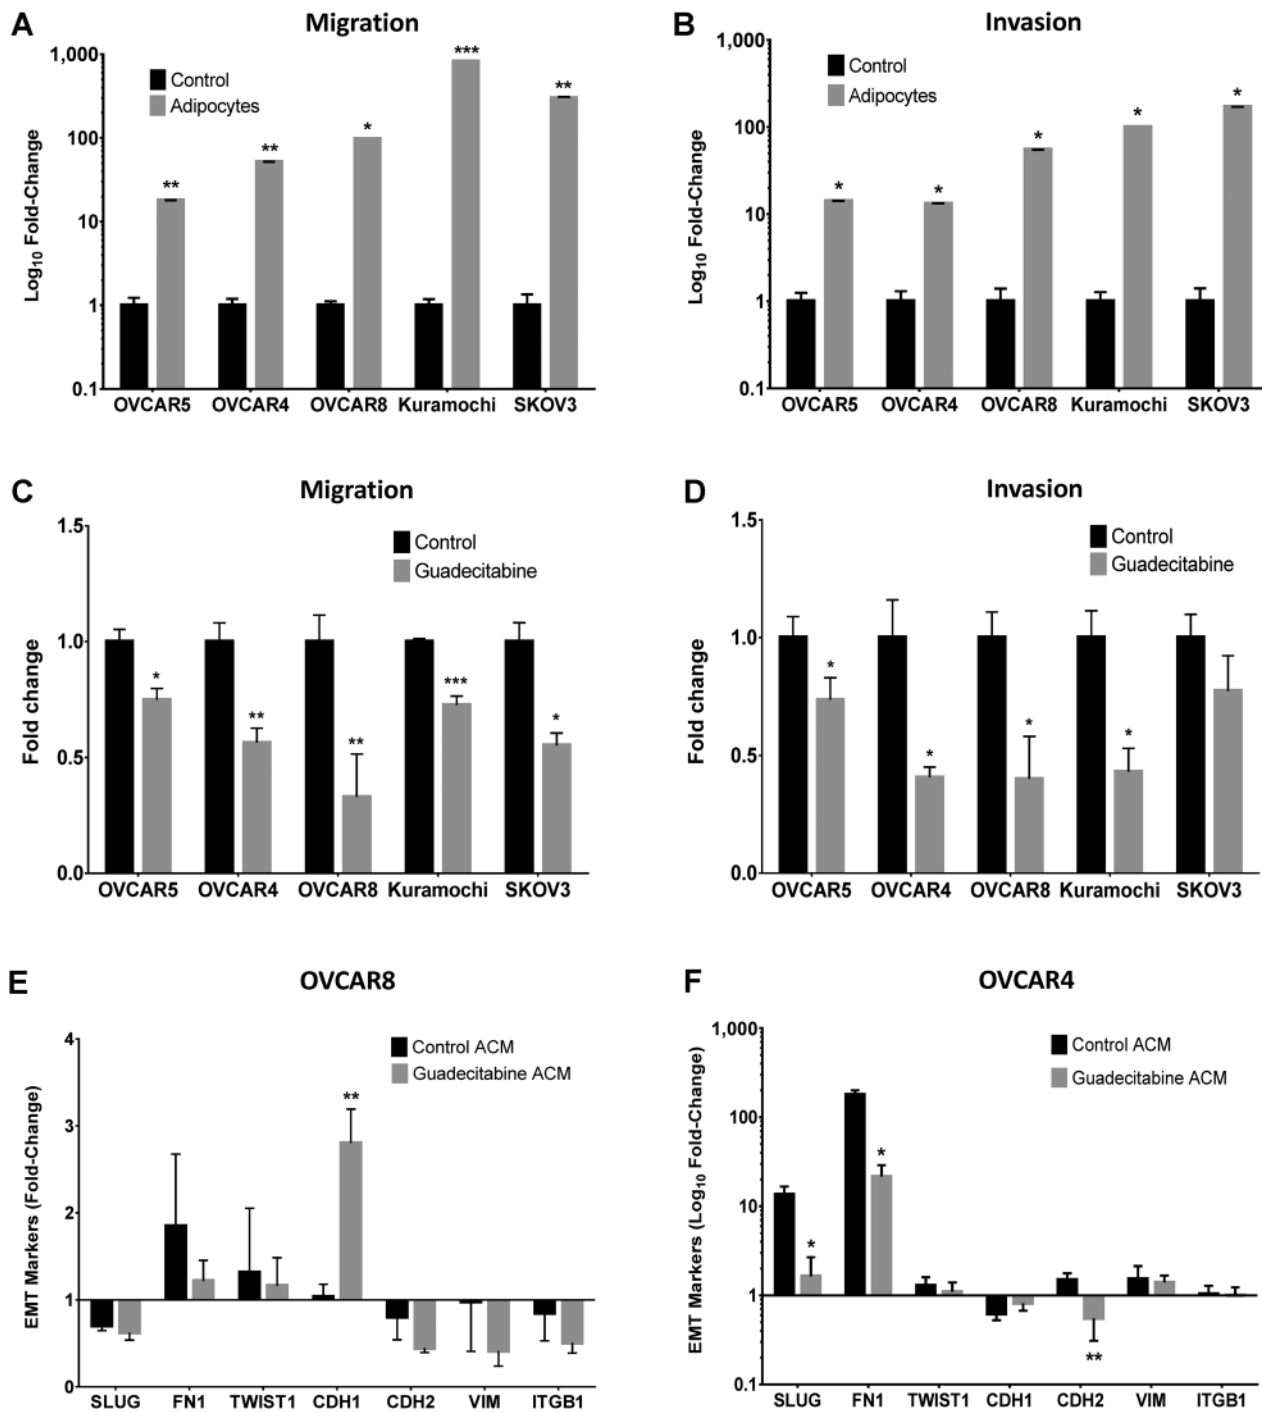 A
Migration
Log10 Fold-Change
1,000
100
10
1
0.1
Control
Adipocytes
**
**
*
***
**
OVCAR5 OVCAR4 OVCAR8 Kuramochi SKOV3
B
Invasion
Log10 Fold-Change
1,000
100
10
1
0.1
Control
Adipocytes
*
*
*
*
*
OVCAR5 OVCAR4 OVCAR8 Kuramochi SKOV3
C
Migration
Fold change
1.5
1.0
0.5
0.0
Control
Guadecitabine
*
**
**
***
*
OVCAR5 OVCAR4 OVCAR8 Kuramochi SKOV3
D
Invasion
Fold change
1.5
1.0
0.5
0.0
Control
Guadecitabine
*
*
*
*
OVCAR5 OVCAR4 OVCAR8 Kuramochi SKOV3
E
OVCAR8
EMT Markers (Fold-Change)
4
3
2
1
0
Control ACM
Guadecitabine ACM
**
SLUG FN1 TWIST1 CDH1 CDH2 VIM ITGB1
F
OVCAR4
EMT Markers (Log10 Fold-Change)
1,000
100
10
1
0.1
Control ACM
Guadecitabine ACM
*
*
**
SLUG FN1 TWIST1 CDH1 CDH2 VIM ITGB1